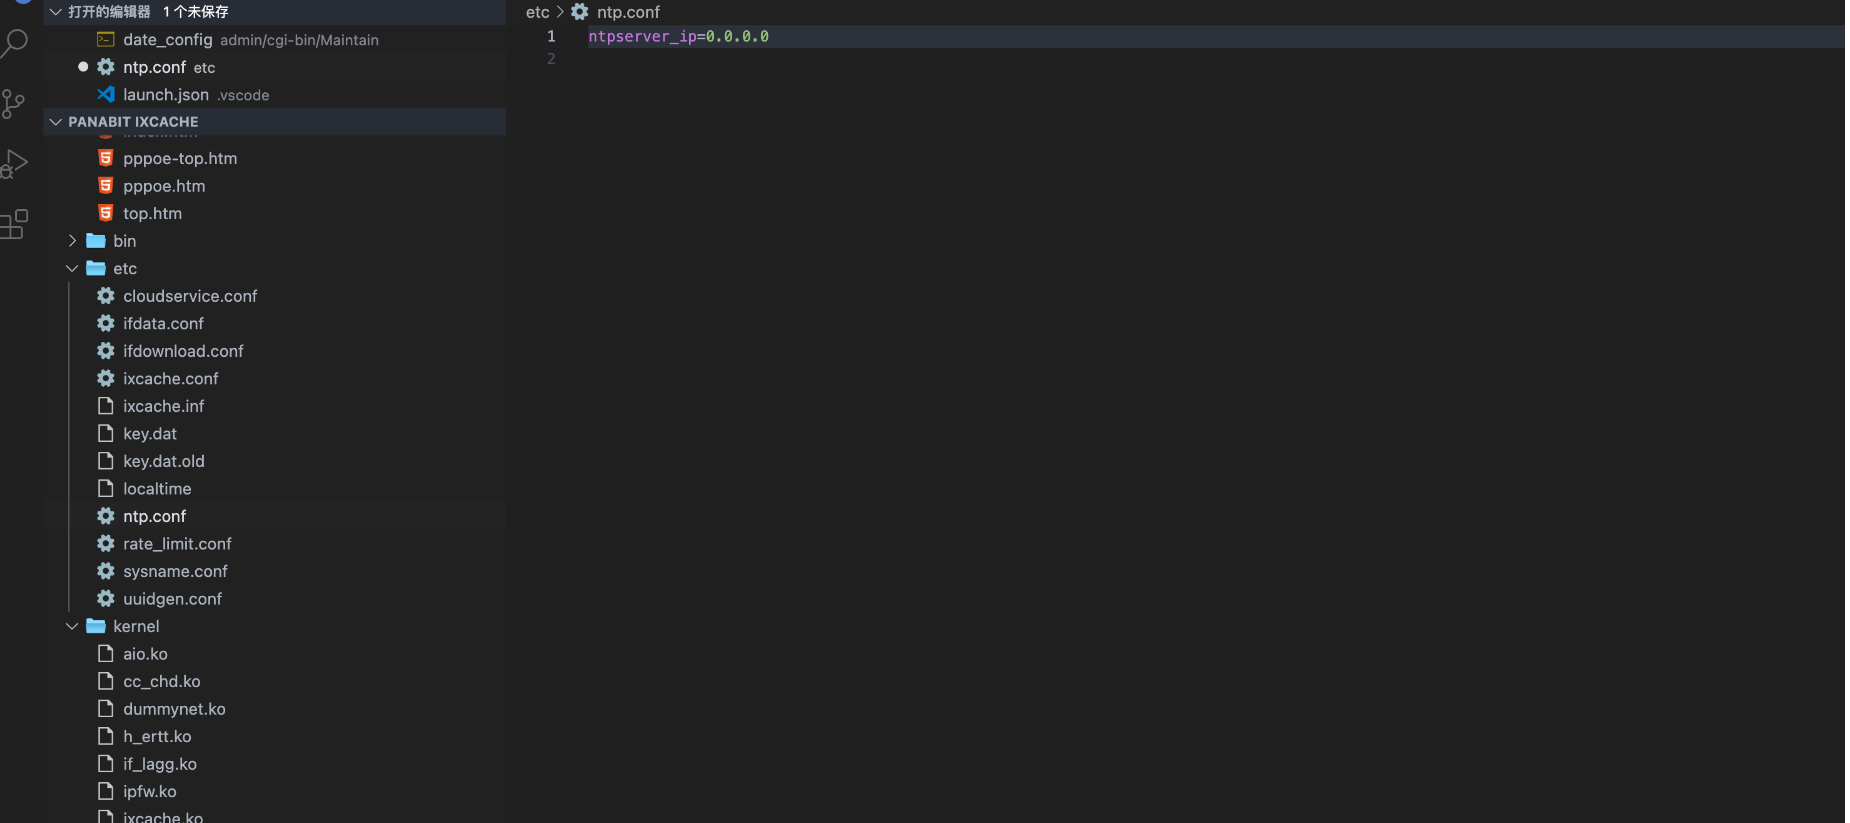 打开的编辑器 1 个未保存
date_config admin/cgi-bin/Maintain
ntp.conf etc
launch.json .vscode
PANABIT IXCACHE
pppoe-top.htm
pppoe.htm
top.htm
bin
etc
cloudservice.conf
ifdata.conf
ifdownload.conf
ixcache.conf
ixcache.inf
key.dat
key.dat.old
localtime
ntp.conf
rate_limit.conf
sysname.conf
uuidgen.conf
kernel
aio.ko
cc_chd.ko
dummynet.ko
h_ertt.ko
if_lagg.ko
ipfw.ko
ixcache.ko
etc > ntp.conf
1 ntpserver_ip=0.0.0.0
2